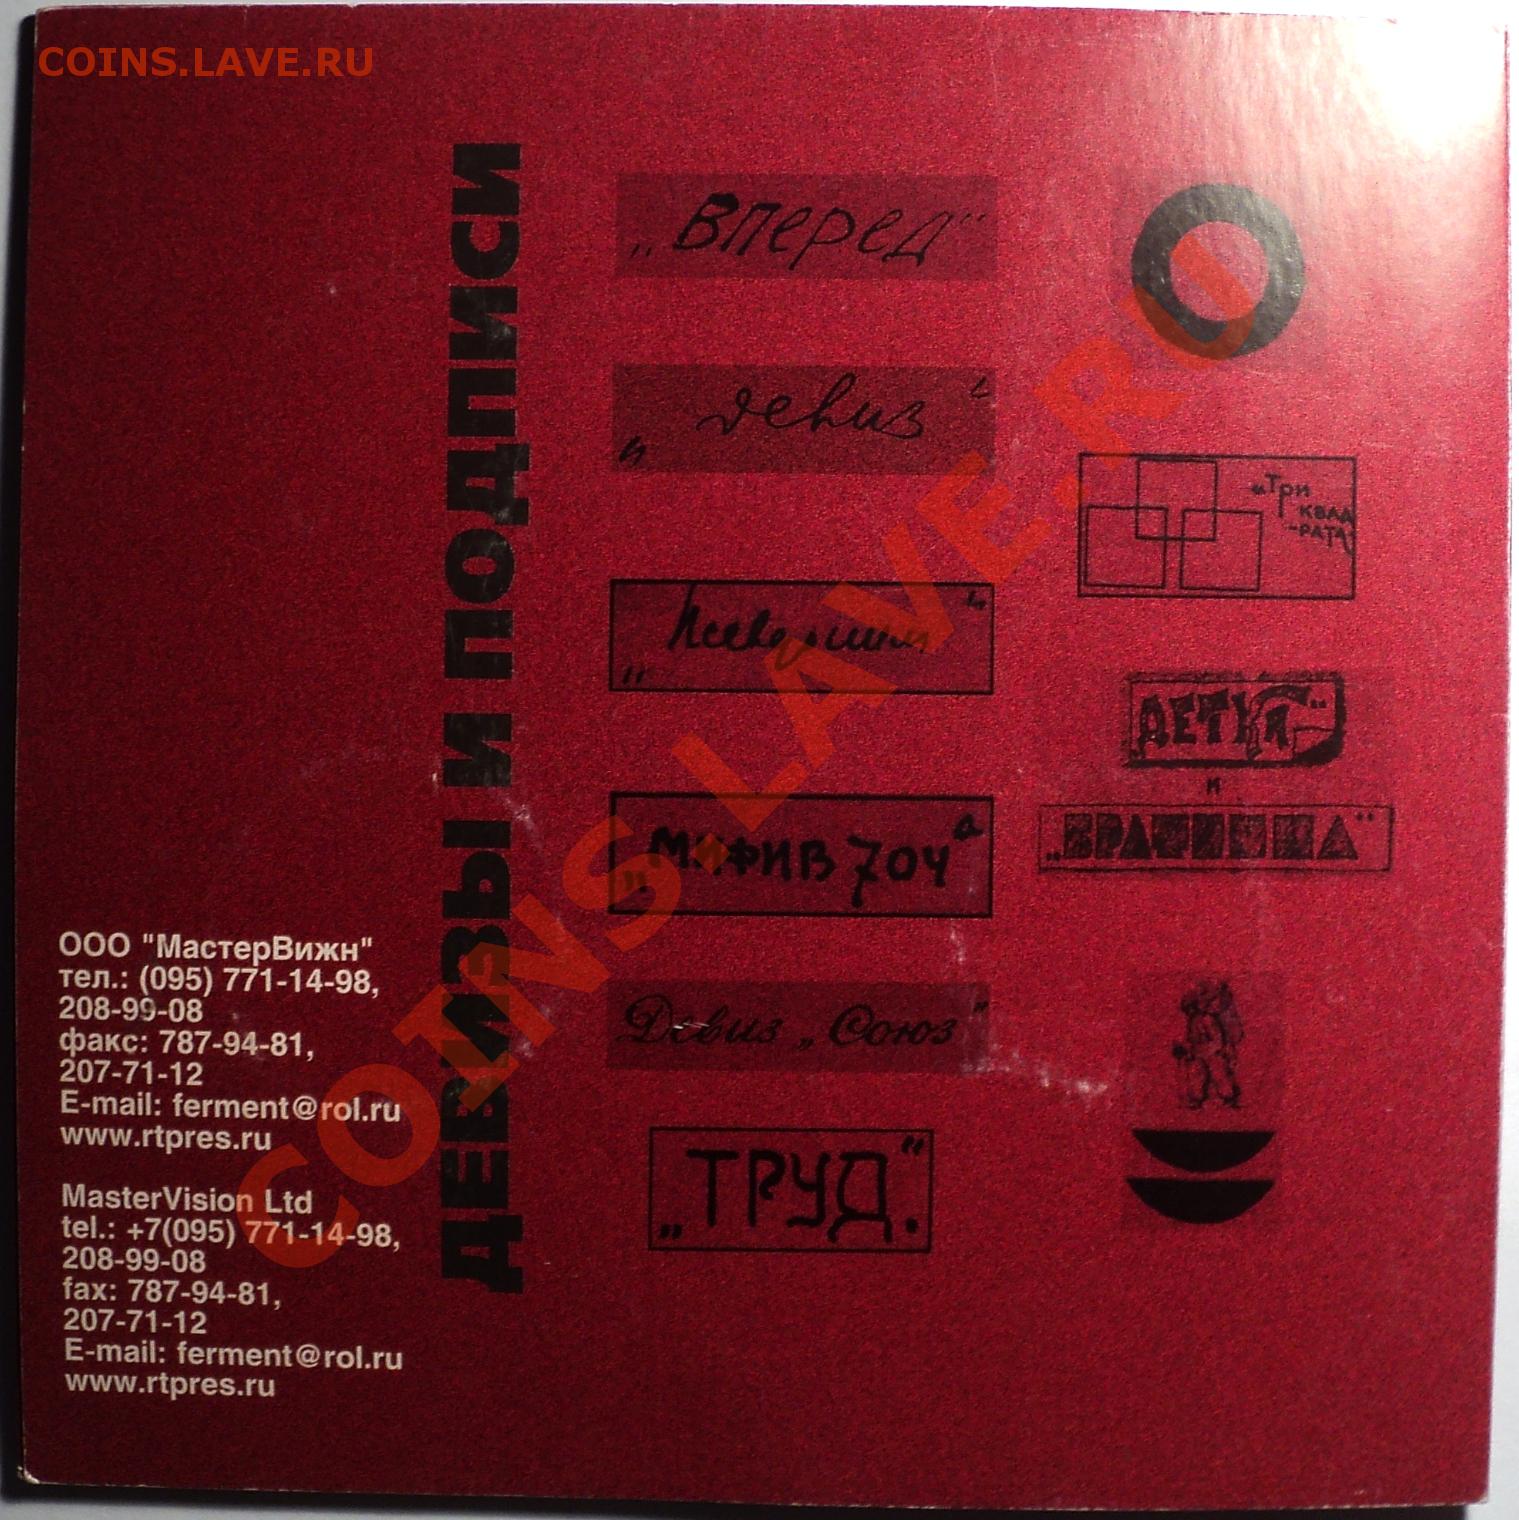 COINS.LAVE.RU
ДЕВИЗЫ И ПОДПИСИ
„Вперед“
„девиз“
„Три
квад
-рата“
„Псевдоним“
„ДЕТКА“
и
„мифив 704“
Девиз „Союз“
„ТРУД.“
ООО "МастерВижн"
тел.: (095) 771-14-98,
208-99-08
факс: 787-94-81,
207-71-12
E-mail: ferment@rol.ru
www.rtpres.ru
MasterVision Ltd
tel.: +7(095) 771-14-98,
208-99-08
fax: 787-94-81,
207-71-12
E-mail: ferment@rol.ru
www.rtpres.ru
COINS.LAVE.RU